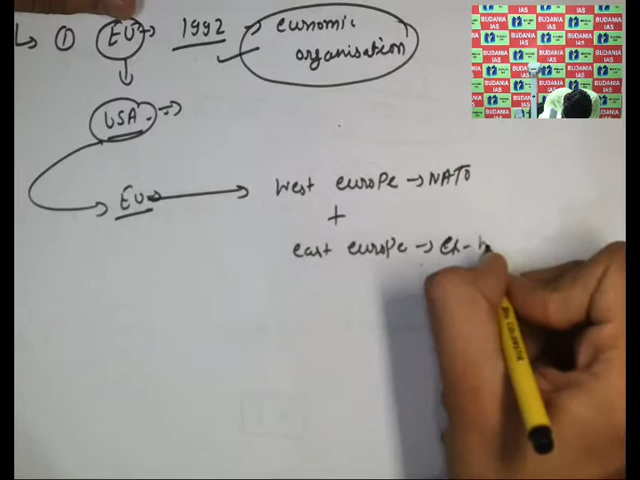 ↳ ① EU → 1992 → economic
organisation
USA →
EU → West europe → NATO
+
east europe → Ex-
BUDANIA IAS